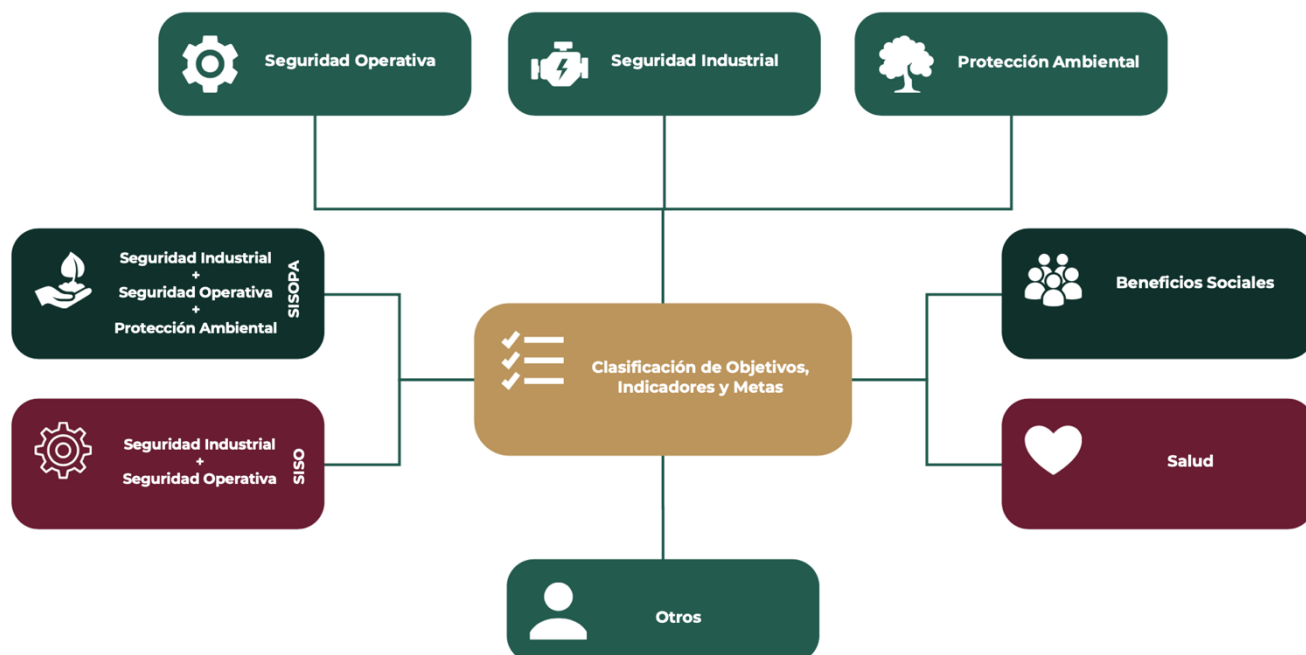 Seguridad Operativa
Seguridad Industrial
Protección Ambiental
Seguridad Industrial
+
Seguridad Operativa
+
Protección Ambiental
SISOPA
Seguridad Industrial
+
Seguridad Operativa
SISO
Clasificación de Objetivos,
Indicadores y Metas
Beneficios Sociales
Salud
Otros